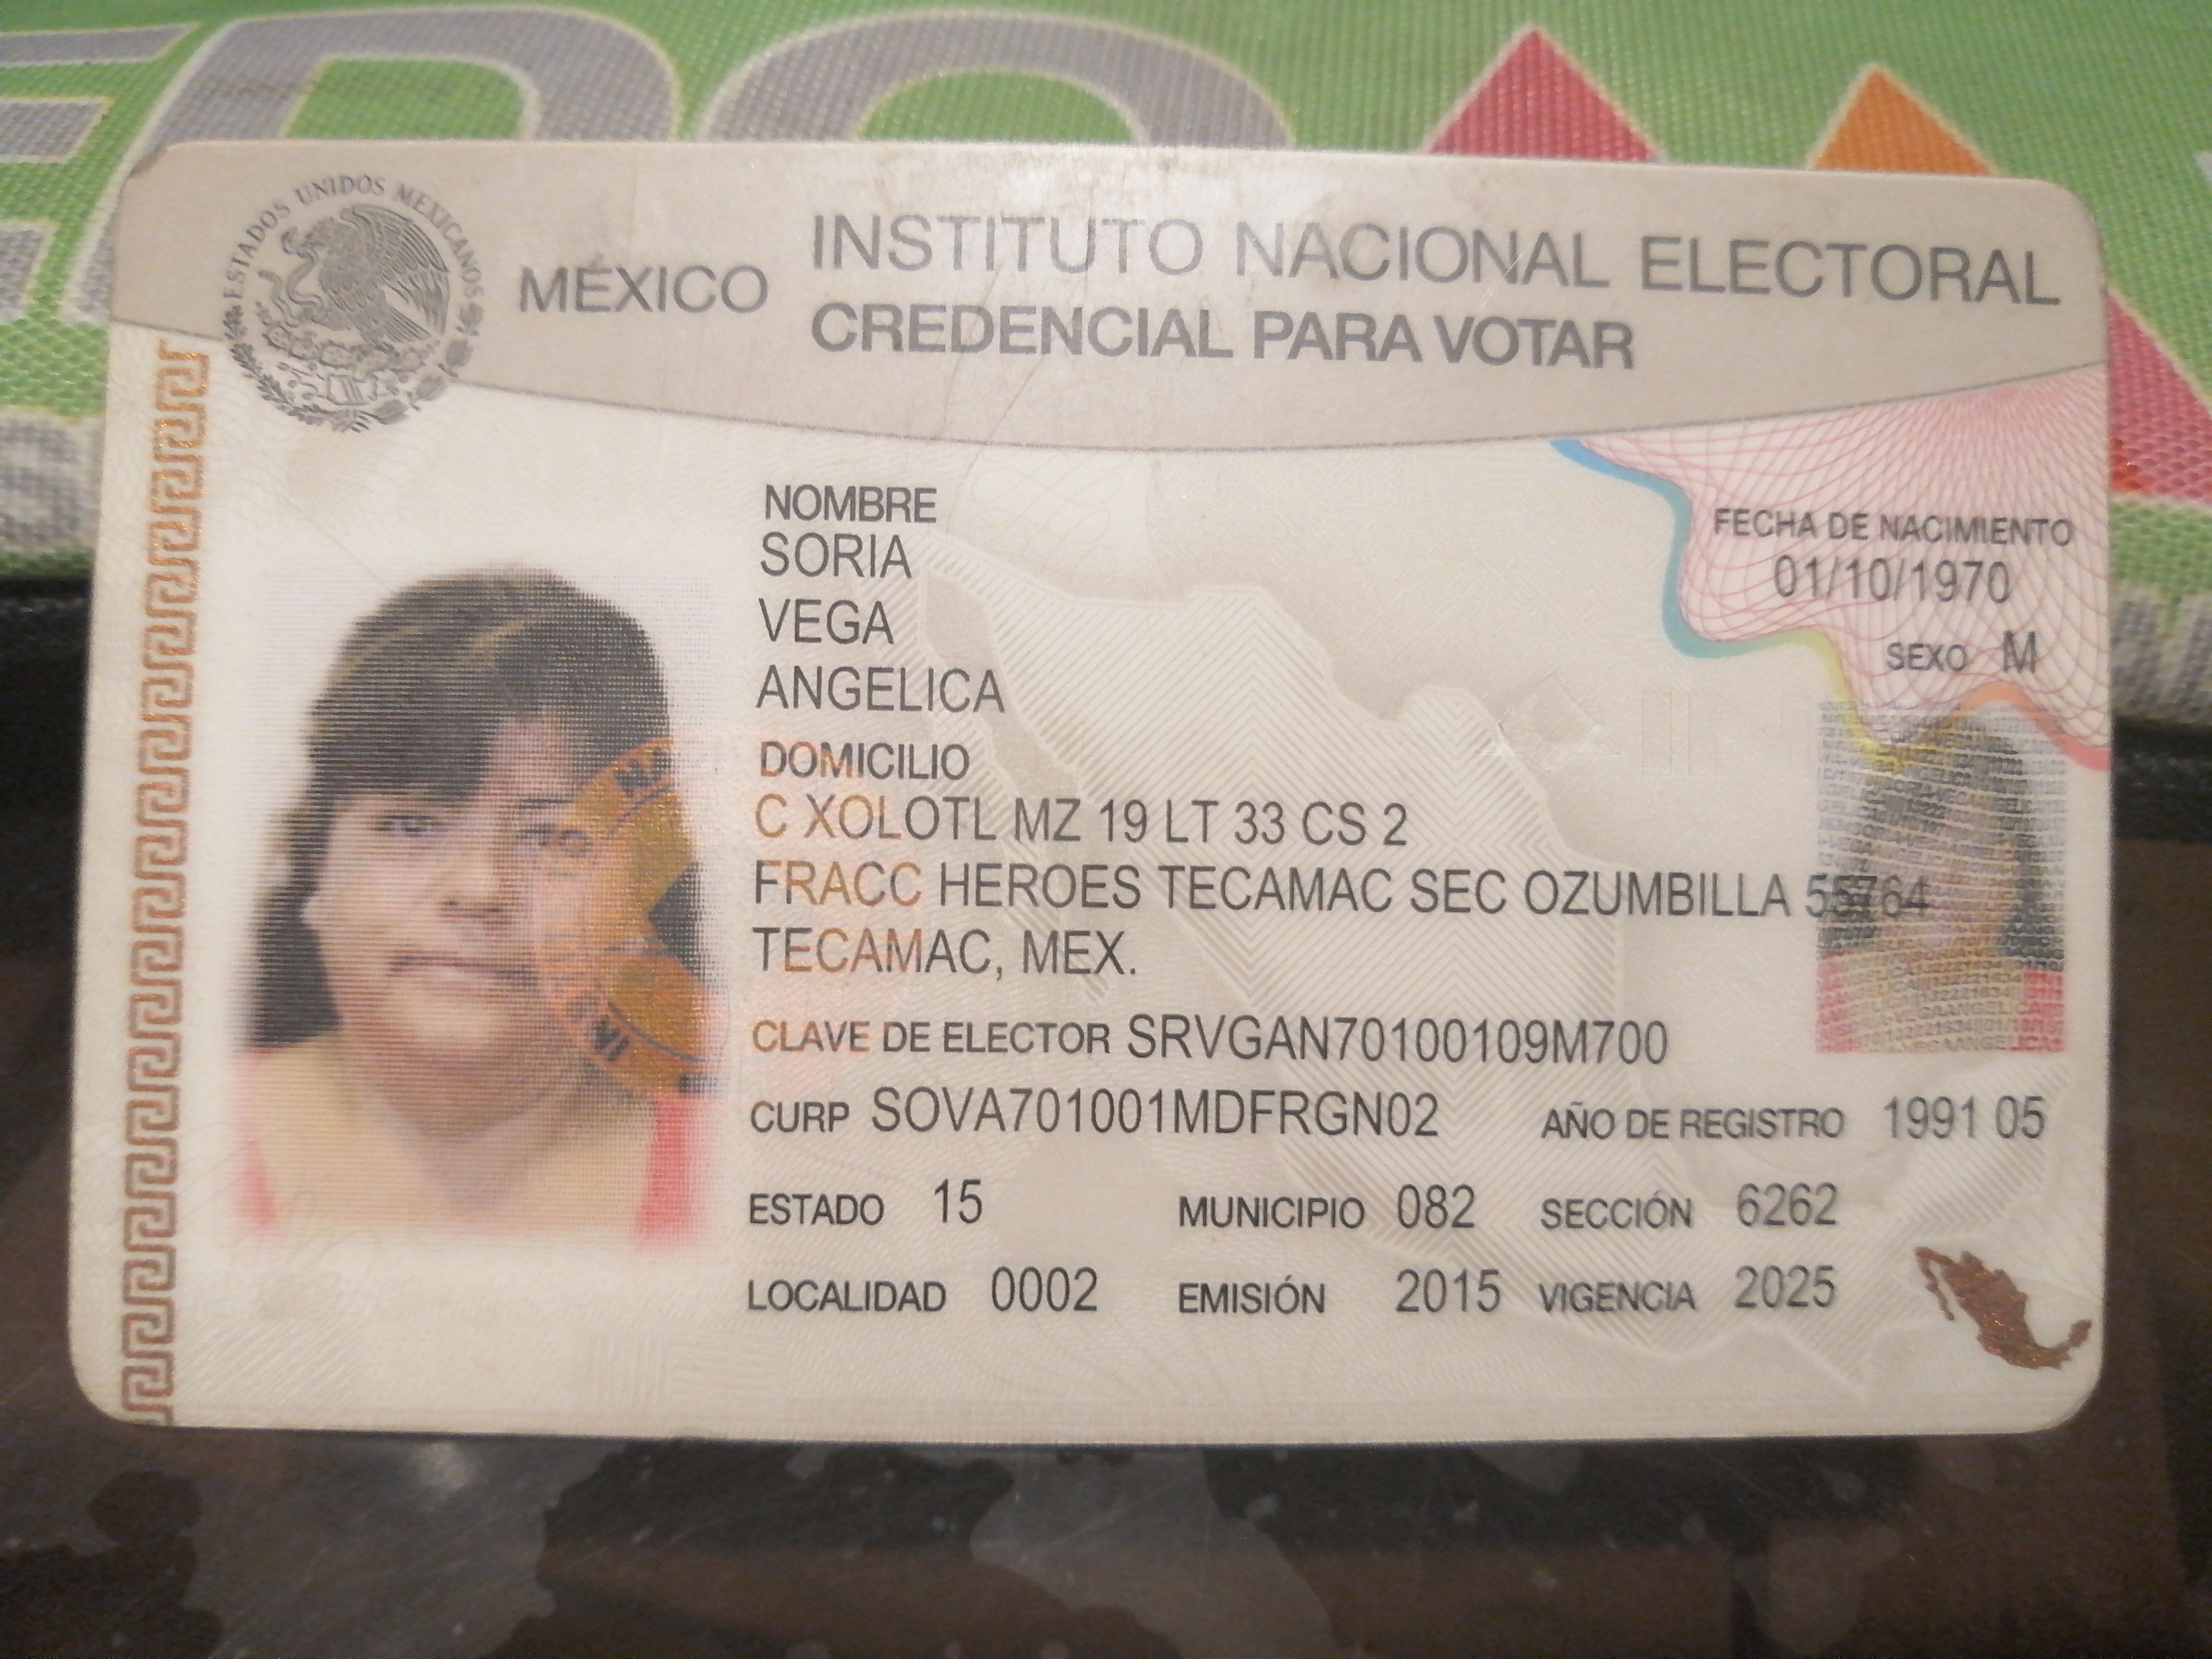 ESTADOS UNIDOS MEXICANOS
MÉXICO
INSTITUTO NACIONAL ELECTORAL
CREDENCIAL PARA VOTAR
NOMBRE
SORIA
VEGA
ANGELICA
FECHA DE NACIMIENTO
01/10/1970
SEXO M
DOMICILIO
C XOLOTL MZ 19 LT 33 CS 2
FRACC HEROES TECAMAC SEC OZUMBILLA 55764
TECAMAC, MEX.
CLAVE DE ELECTOR SRVGAN70100109M700
CURP SOVA701001MDFRGN02 AÑO DE REGISTRO 1991 05
ESTADO 15 MUNICIPIO 082 SECCIÓN 6262
LOCALIDAD 0002 EMISIÓN 2015 VIGENCIA 2025